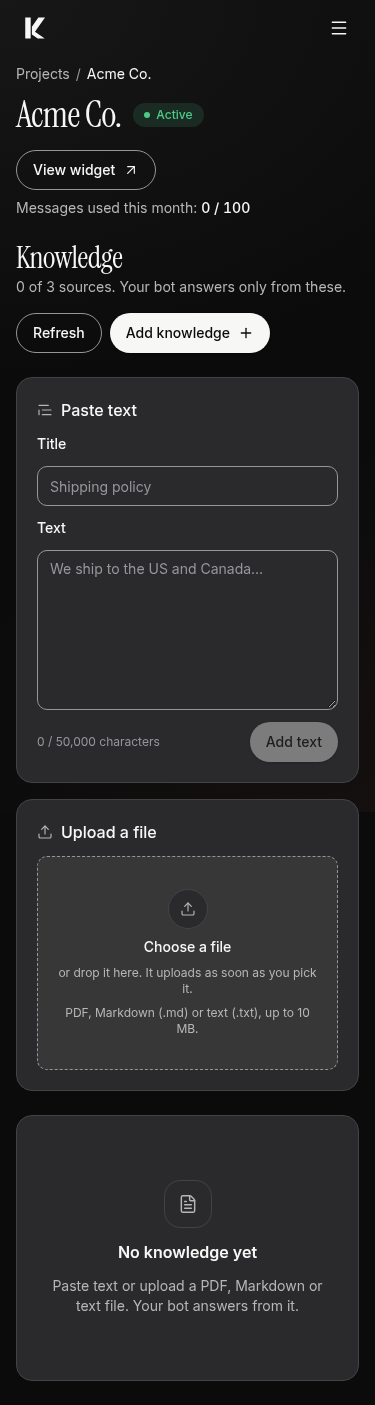 K
Projects / Acme Co.
Acme Co.
Active
View widget
Messages used this month: 0 / 100
Knowledge
0 of 3 sources. Your bot answers only from these.
Refresh
Add knowledge
Paste text
Title
Shipping policy
Text
We ship to the US and Canada...
0 / 50,000 characters
Add text
Upload a file
Choose a file
or drop it here. It uploads as soon as you pick
it.
PDF, Markdown (.md) or text (.txt), up to 10
MB.
No knowledge yet
Paste text or upload a PDF, Markdown or
text file. Your bot answers from it.